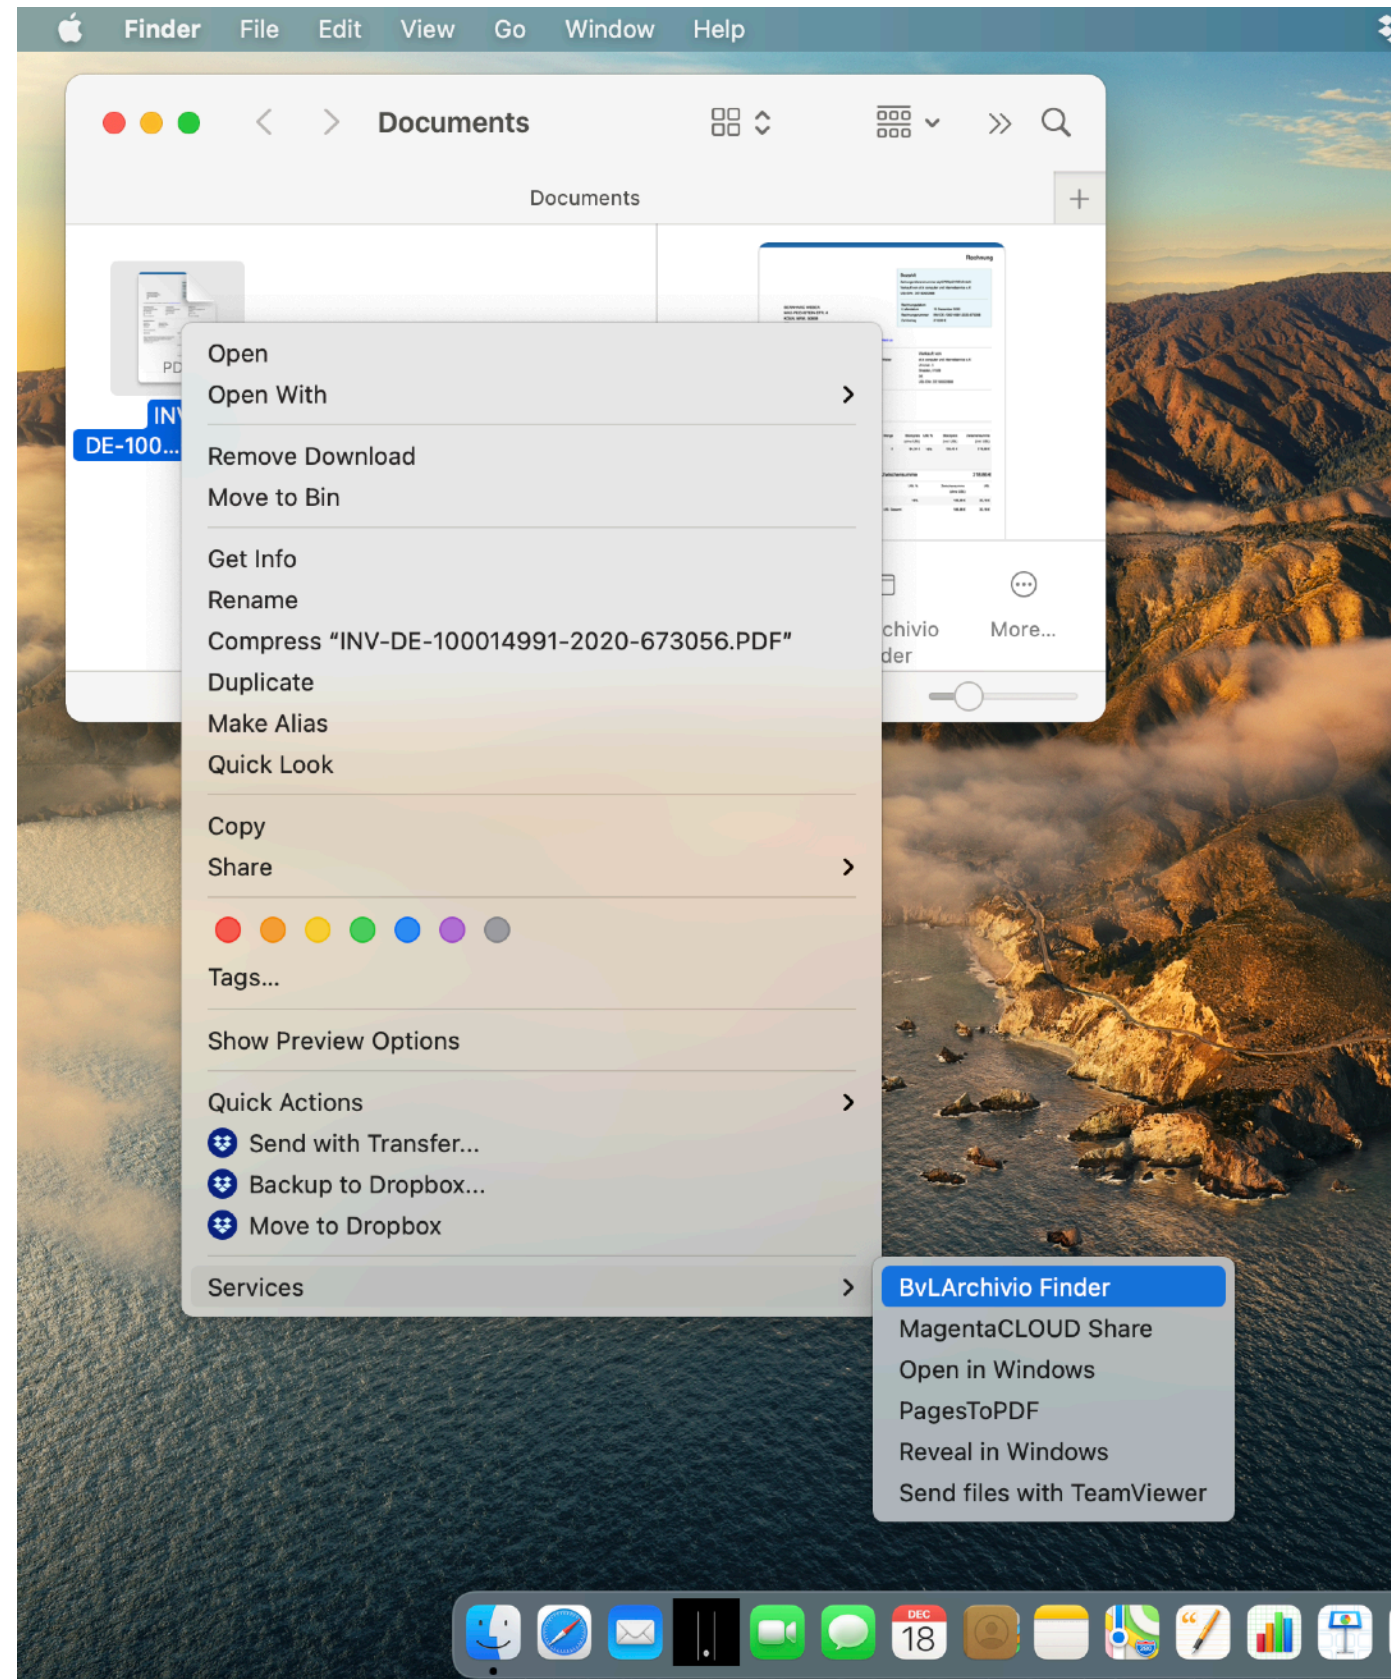 Finder File Edit View Go Window Help
Documents
Documents
Rechnung
PD
INV
DE-100...
Open
Open With
Remove Download
Move to Bin
Get Info
Rename
Compress “INV-DE-100014991-2020-673056.PDF”
Duplicate
Make Alias
Quick Look
chivio
der
More...
Copy
Share
Tags...
Show Preview Options
Quick Actions
Send with Transfer...
Backup to Dropbox...
Move to Dropbox
Services
BvLArchivio Finder
MagentaCLOUD Share
Open in Windows
PagesToPDF
Reveal in Windows
Send files with TeamViewer
DEC
18